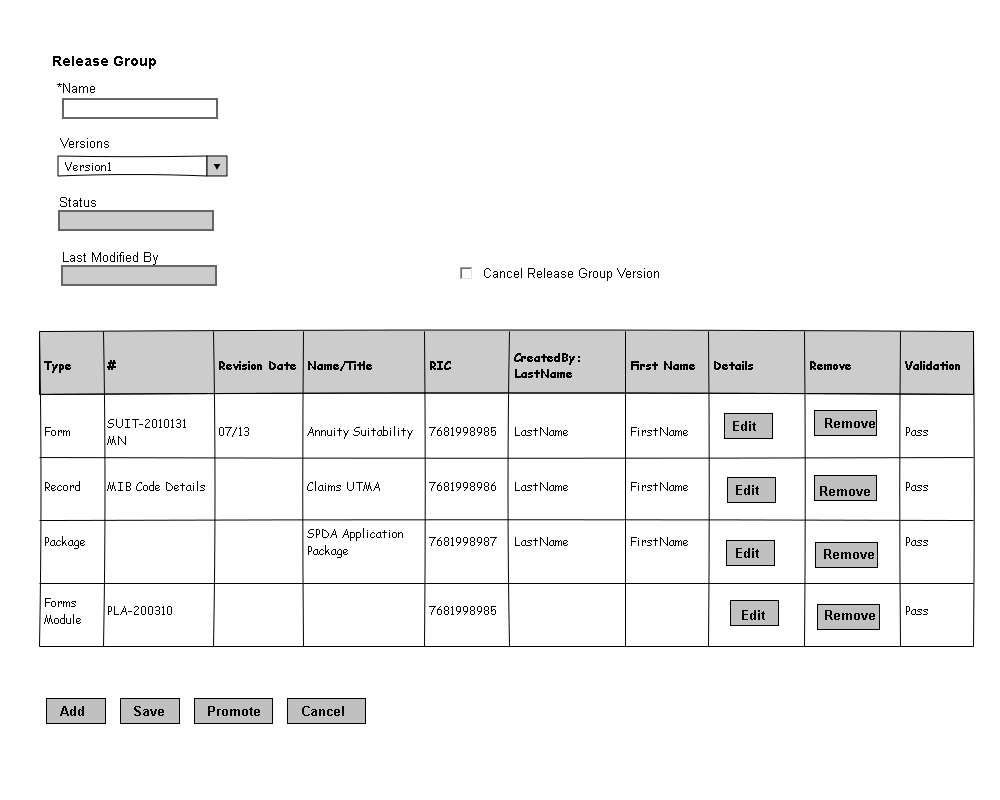 Release Group
*Name
Versions
Version1
Status
Last Modified By
Cancel Release Group Version
Type # Revision Date Name/Title RIC CreatedBy: LastName First Name Details Remove Validation
Form SUIT-2010131 MN 07/13 Annuity Suitability 7681998985 LastName FirstName Edit Remove Pass
Record MIB Code Details Claims UTMA 7681998986 LastName FirstName Edit Remove Pass
Package SPDA Application Package 7681998987 LastName FirstName Edit Remove Pass
Forms Module PLA-200310 7681998985 Edit Remove Pass
Add Save Promote Cancel